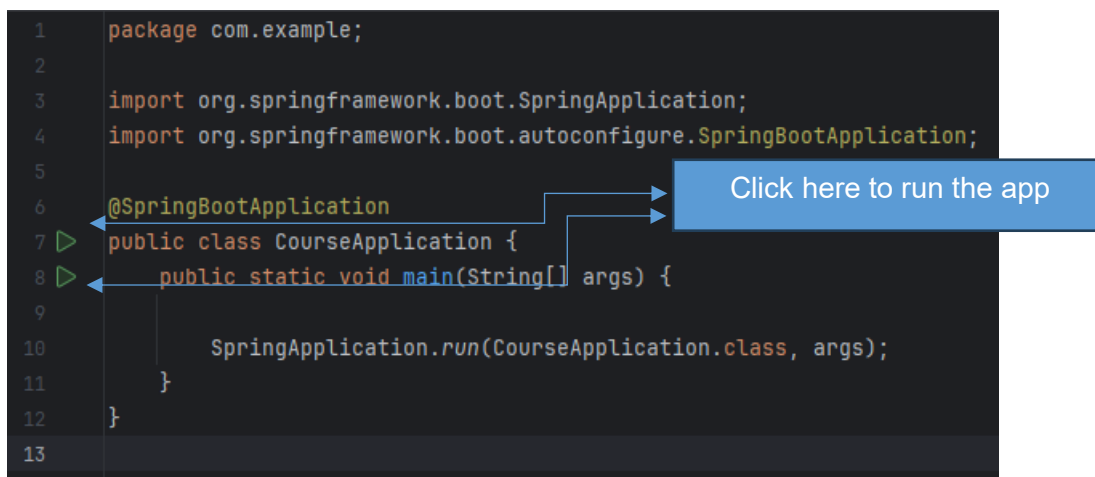 1 package com.example;
2
3 import org.springframework.boot.SpringApplication;
4 import org.springframework.boot.autoconfigure.SpringBootApplication;
5
Click here to run the app
6 @SpringBootApplication
7 public class CourseApplication {
8 public static void main(String[] args) {
9
10 SpringApplication.run(CourseApplication.class, args);
11 }
12 }
13